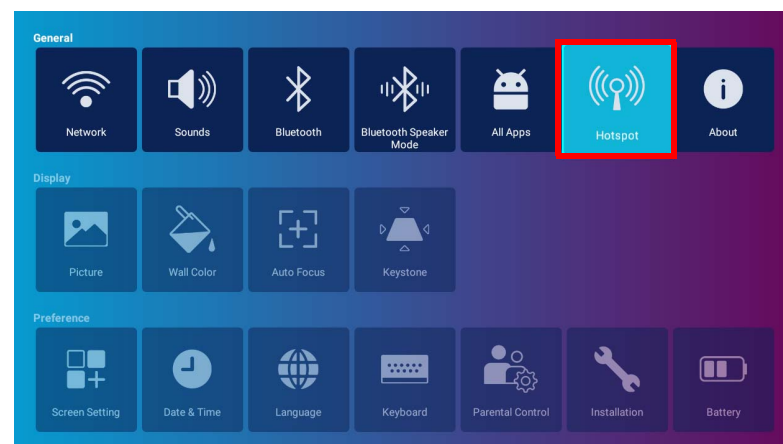 General
Network Sounds Bluetooth Bluetooth Speaker All Apps Hotspot About
Mode
Display
Picture Wall Color Auto Focus Keystone
Preference
Screen Setting Date & Time Language Keyboard Parental Control Installation Battery